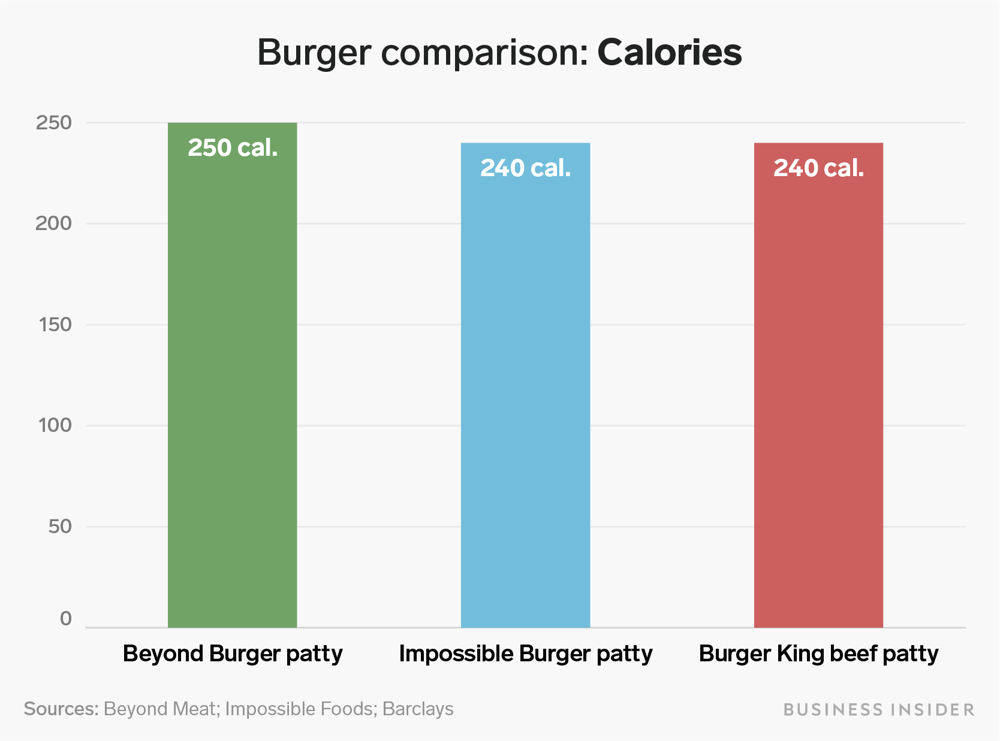 Burger comparison: Calories
250
200
150
100
50
0
250 cal.
240 cal.
240 cal.
Beyond Burger patty
Impossible Burger patty
Burger King beef patty
Sources: Beyond Meat; Impossible Foods; Barclays
BUSINESS INSIDER